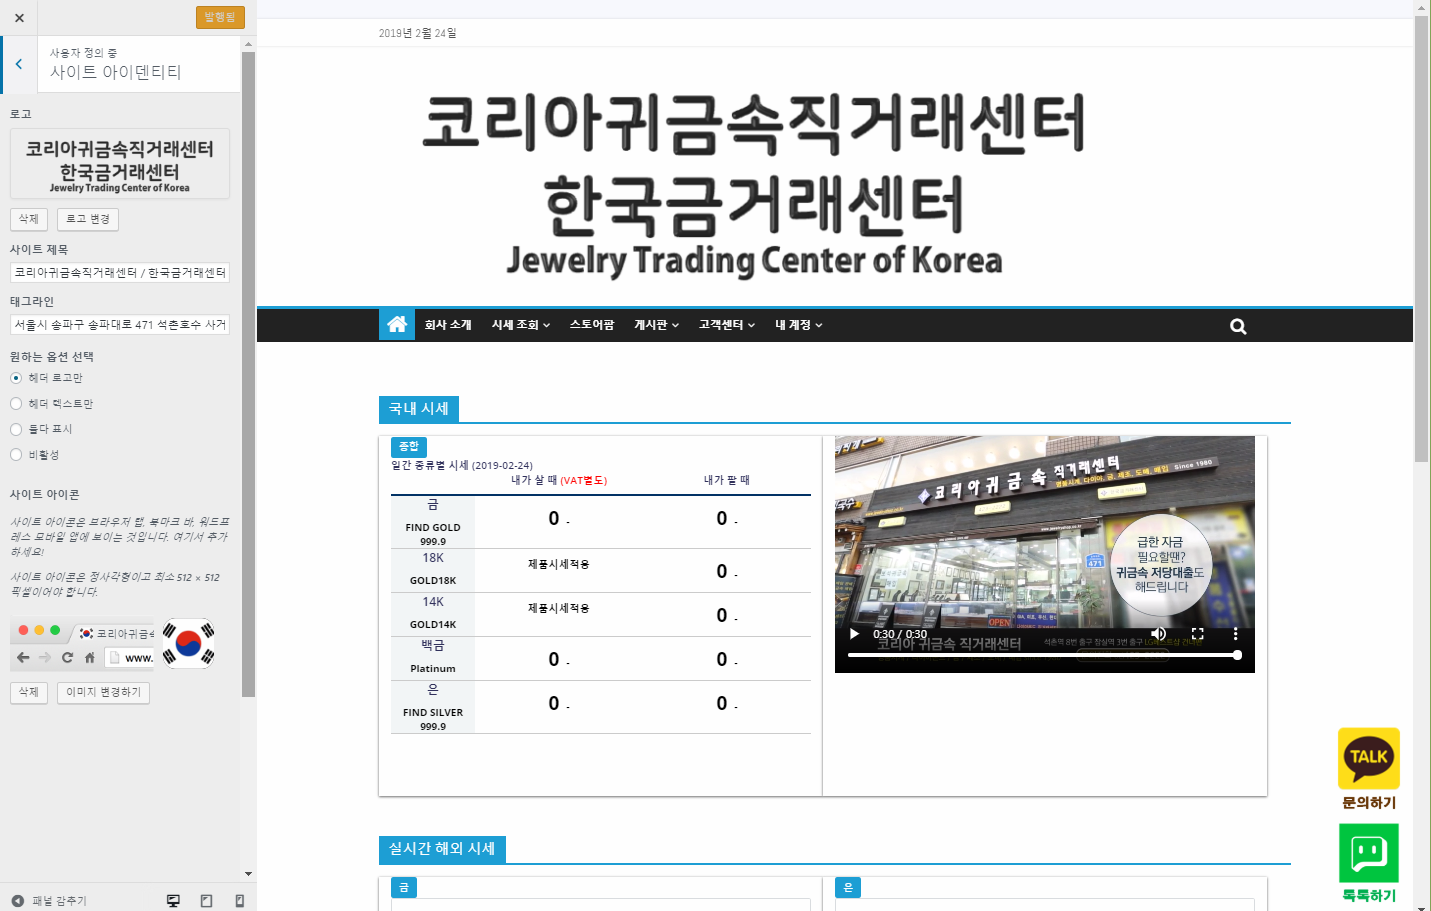 발행됨
사용자 정의 중
사이트 아이덴티티
로고
코리아귀금속직거래센터
한국금거래센터
Jewelry Trading Center of Korea
삭제
로고 변경
사이트 제목
코리아귀금속직거래센터 / 한국금거래센터
태그라인
서울시 송파구 송파대로 471 석촌호수 사거
원하는 옵션 선택
헤더 로고만
헤더 텍스트만
둘다 표시
비활성
사이트 아이콘
사이트 아이콘은 브라우저 탭, 북마크 바, 워드프
레스 모바일 앱에 보이는 것입니다. 여기서 추가
하세요!
사이트 아이콘은 정사각형이고 최소 512 × 512
픽셀이어야 합니다.
코리아귀금속
www.
삭제
이미지 변경하기
패널 감추기
2019년 2월 24일
코리아귀금속직거래센터
한국금거래센터
Jewelry Trading Center of Korea
회사 소개
시세 조회
스토어팜
게시판
고객센터
내 계정
국내 시세
종합
일간 종류별 시세 (2019-02-24)
내가 살 때 (VAT별도)
내가 팔 때
금
FIND GOLD
999.9
0 -
0 -
18K
GOLD18K
제품시세적용
0 -
14K
GOLD14K
제품시세적용
0 -
백금
Platinum
0 -
0 -
은
FIND SILVER
999.9
0 -
0 -
코리아귀금속 직거래센터
Since 1980
471
OPEN
급한 자금
필요할땐?
귀금속 저당대출도
해드립니다
0:30 / 0:30
코리아 귀금속 직거래센터
실시간 해외 시세
금
은
TALK
문의하기
톡톡하기